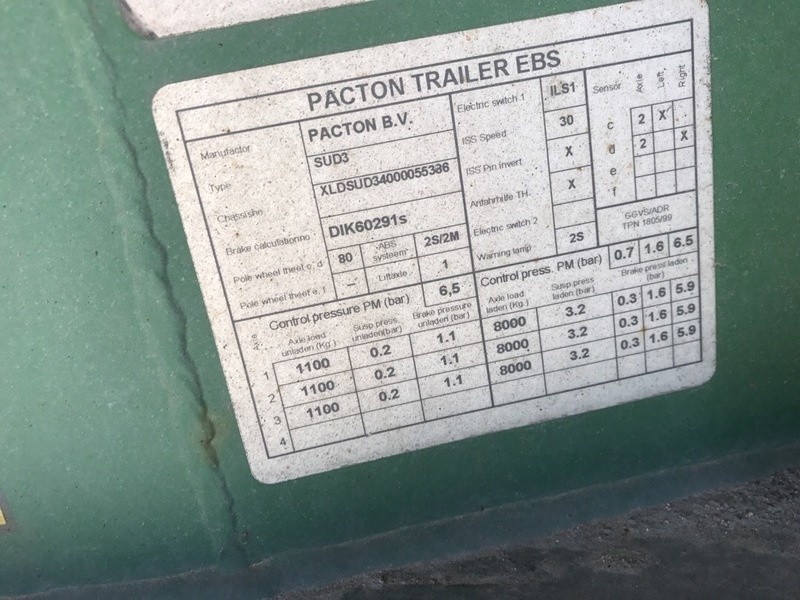 PACTON TRAILER EBS
Manufactor PACTON B.V. Electric switch 1 ILS1 Sensor Axle Left Right
Type SUD3 ISS Speed 30 c 2 X
Chassisno XLDSUD34000055386 ISS Pin invert X d 2 X
Brake calculationno DIK60291s Anfahrhilfe TH. X e
Pole wheel theet c, d 80 ABS systeem 2S/2M Electric switch 2 f
Pole wheel theet e, f - Liftaxle 1 Warning lamp 2S GGVS/ADR
TPN 1805/99
Control pressure PM (bar) 6,5 Control press. PM (bar) 0.7 1.6 6.5
Axle Axle load unladen (Kg.) Susp.press. unladen(bar) Brake pressure unladen(bar) Axle load laden (Kg.) Susp.press laden (bar) Brake press laden (bar)
1 1100 0.2 1.1 8000 3.2 0.3 1.6 5.9
2 1100 0.2 1.1 8000 3.2 0.3 1.6 5.9
3 1100 0.2 1.1 8000 3.2 0.3 1.6 5.9
4